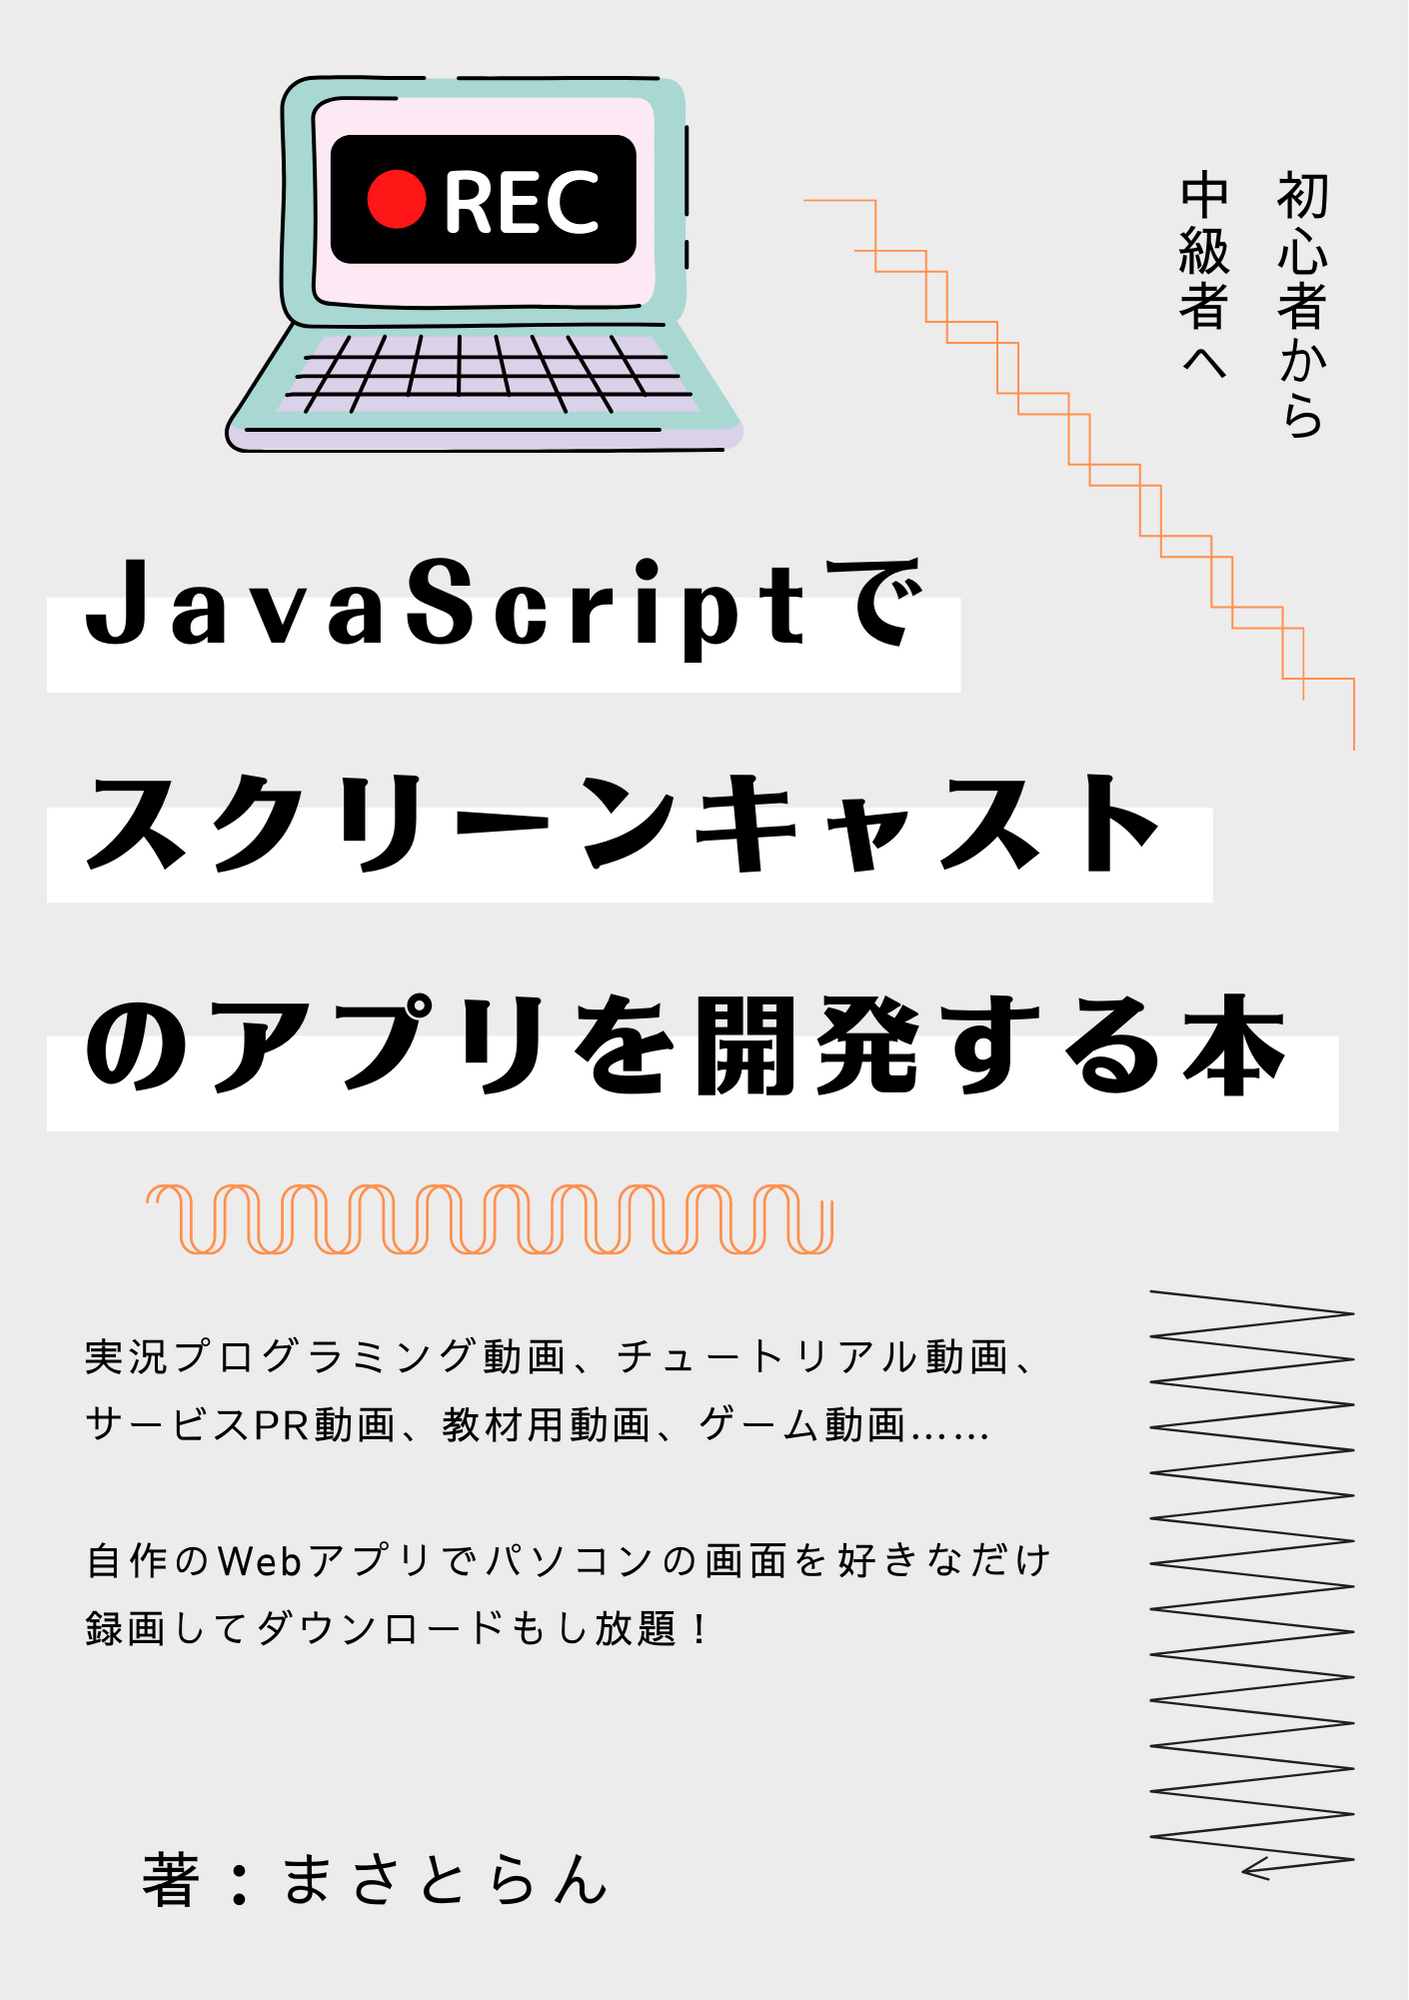 REC
初心者から
中級者へ
JavaScriptで
スクリーンキャスト
のアプリを開発する本
実況プログラミング動画、チュートリアル動画、
サービスPR動画、教材用動画、ゲーム動画……
自作のWebアプリでパソコンの画面を好きなだけ
録画してダウンロードもし放題！
著：まさとらん